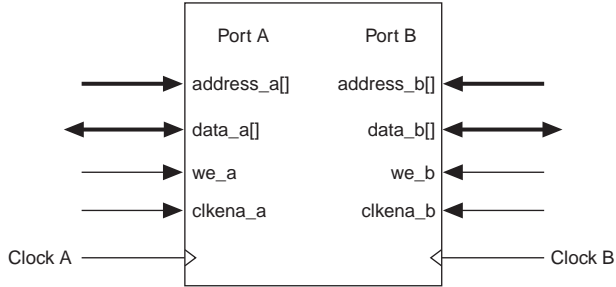 Port A Port B
address_a[] address_b[]
data_a[] data_b[]
we_a we_b
clkena_a clkena_b
Clock A Clock B